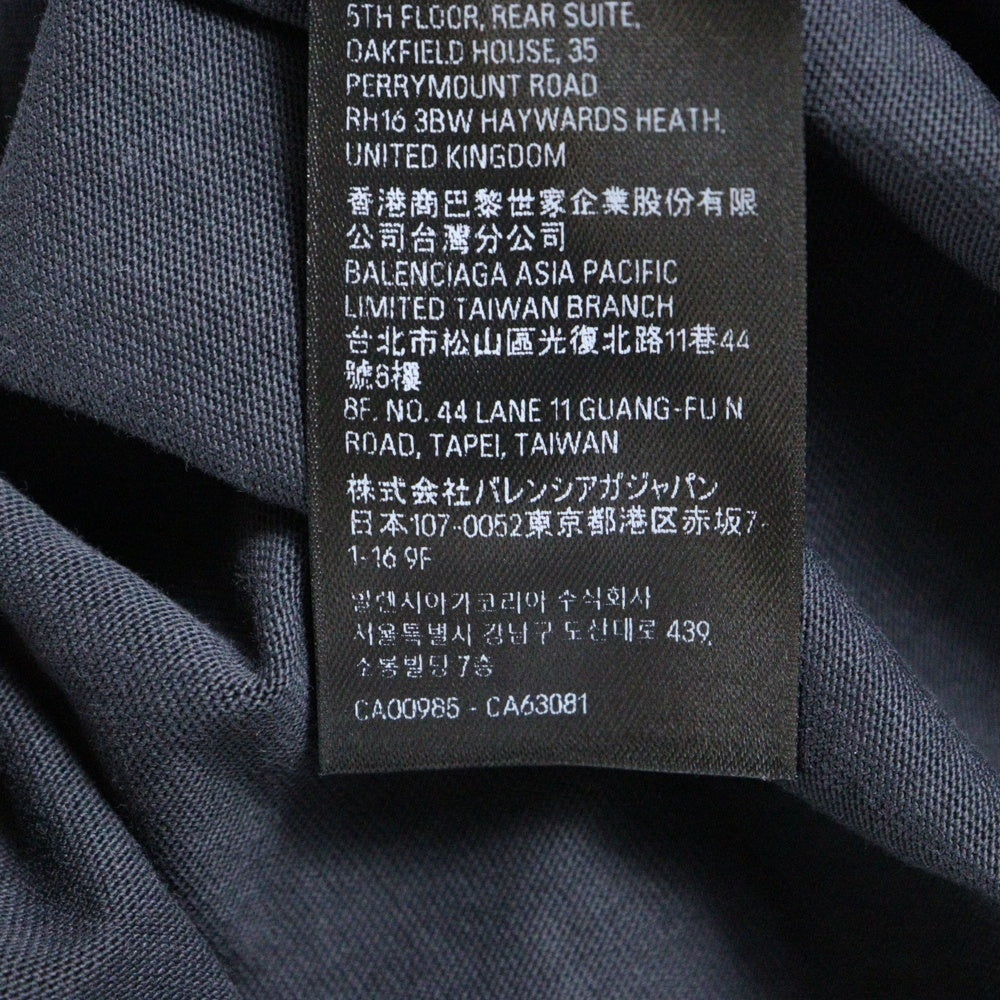 5TH FLOOR, REAR SUITE,
OAKFIELD HOUSE, 35
PERRYMOUNT ROAD
RH16 3BW HAYWARDS HEATH,
UNITED KINGDOM
香港商巴黎世家企業股份有限
公司台灣分公司
BALENCIAGA ASIA PACIFIC
LIMITED TAIWAN BRANCH
台北市松山區光復北路11巷44
號8樓
8F, NO. 44 LANE 11 GUANG-FU N
ROAD, TAPEI, TAIWAN
株式会社バレンシアガジャパン
日本107-0052東京都港区赤坂7-
1-16 9F
발렌시아가코리아 주식회사
서울특별시 강남구 도산대로 439,
소봉빌딩 7층
CA00985 - CA63081